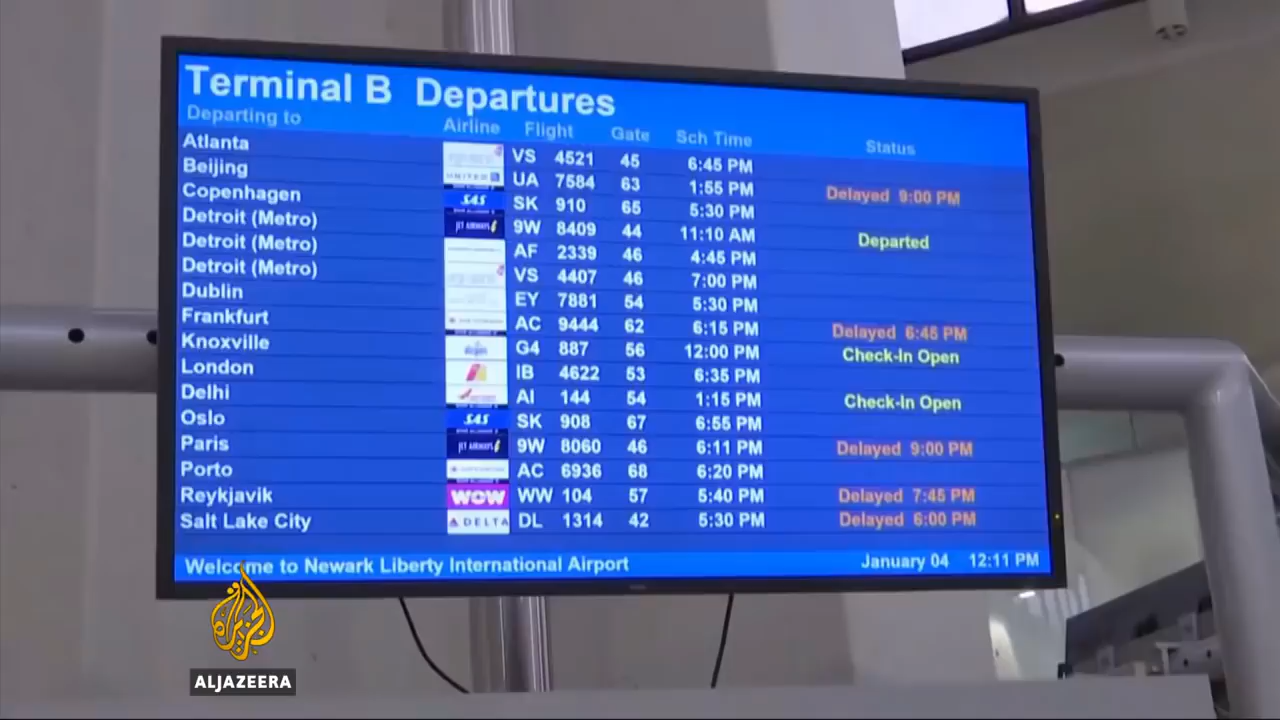 Terminal B Departures
Departing to Airline Flight Gate Sch Time Status
Atlanta VS 4521 45 6:45 PM
Beijing UNITED UA 7584 63 1:55 PM Delayed 9:00 PM
Copenhagen SAS SK 910 65 5:30 PM
Detroit (Metro) JET AIRWAYS 9W 8409 44 11:10 AM Departed
Detroit (Metro) AF 2339 46 4:45 PM
Detroit (Metro) VS 4407 46 7:00 PM
Dublin EY 7881 54 5:30 PM
Frankfurt AC 9444 62 6:15 PM Delayed 6:45 PM
Knoxville G4 887 56 12:00 PM Check-In Open
London IB 4622 53 6:35 PM
Delhi AI 144 54 1:15 PM Check-In Open
Oslo SAS SK 908 67 6:55 PM
Paris JET AIRWAYS 9W 8060 46 6:11 PM Delayed 9:00 PM
Porto AC 6936 68 6:20 PM
Reykjavik WOW WW 104 57 5:40 PM Delayed 7:45 PM
Salt Lake City DELTA DL 1314 42 5:30 PM Delayed 6:00 PM
Welcome to Newark Liberty International Airport January 04 12:11 PM
الجزيرة
ALJAZEERA